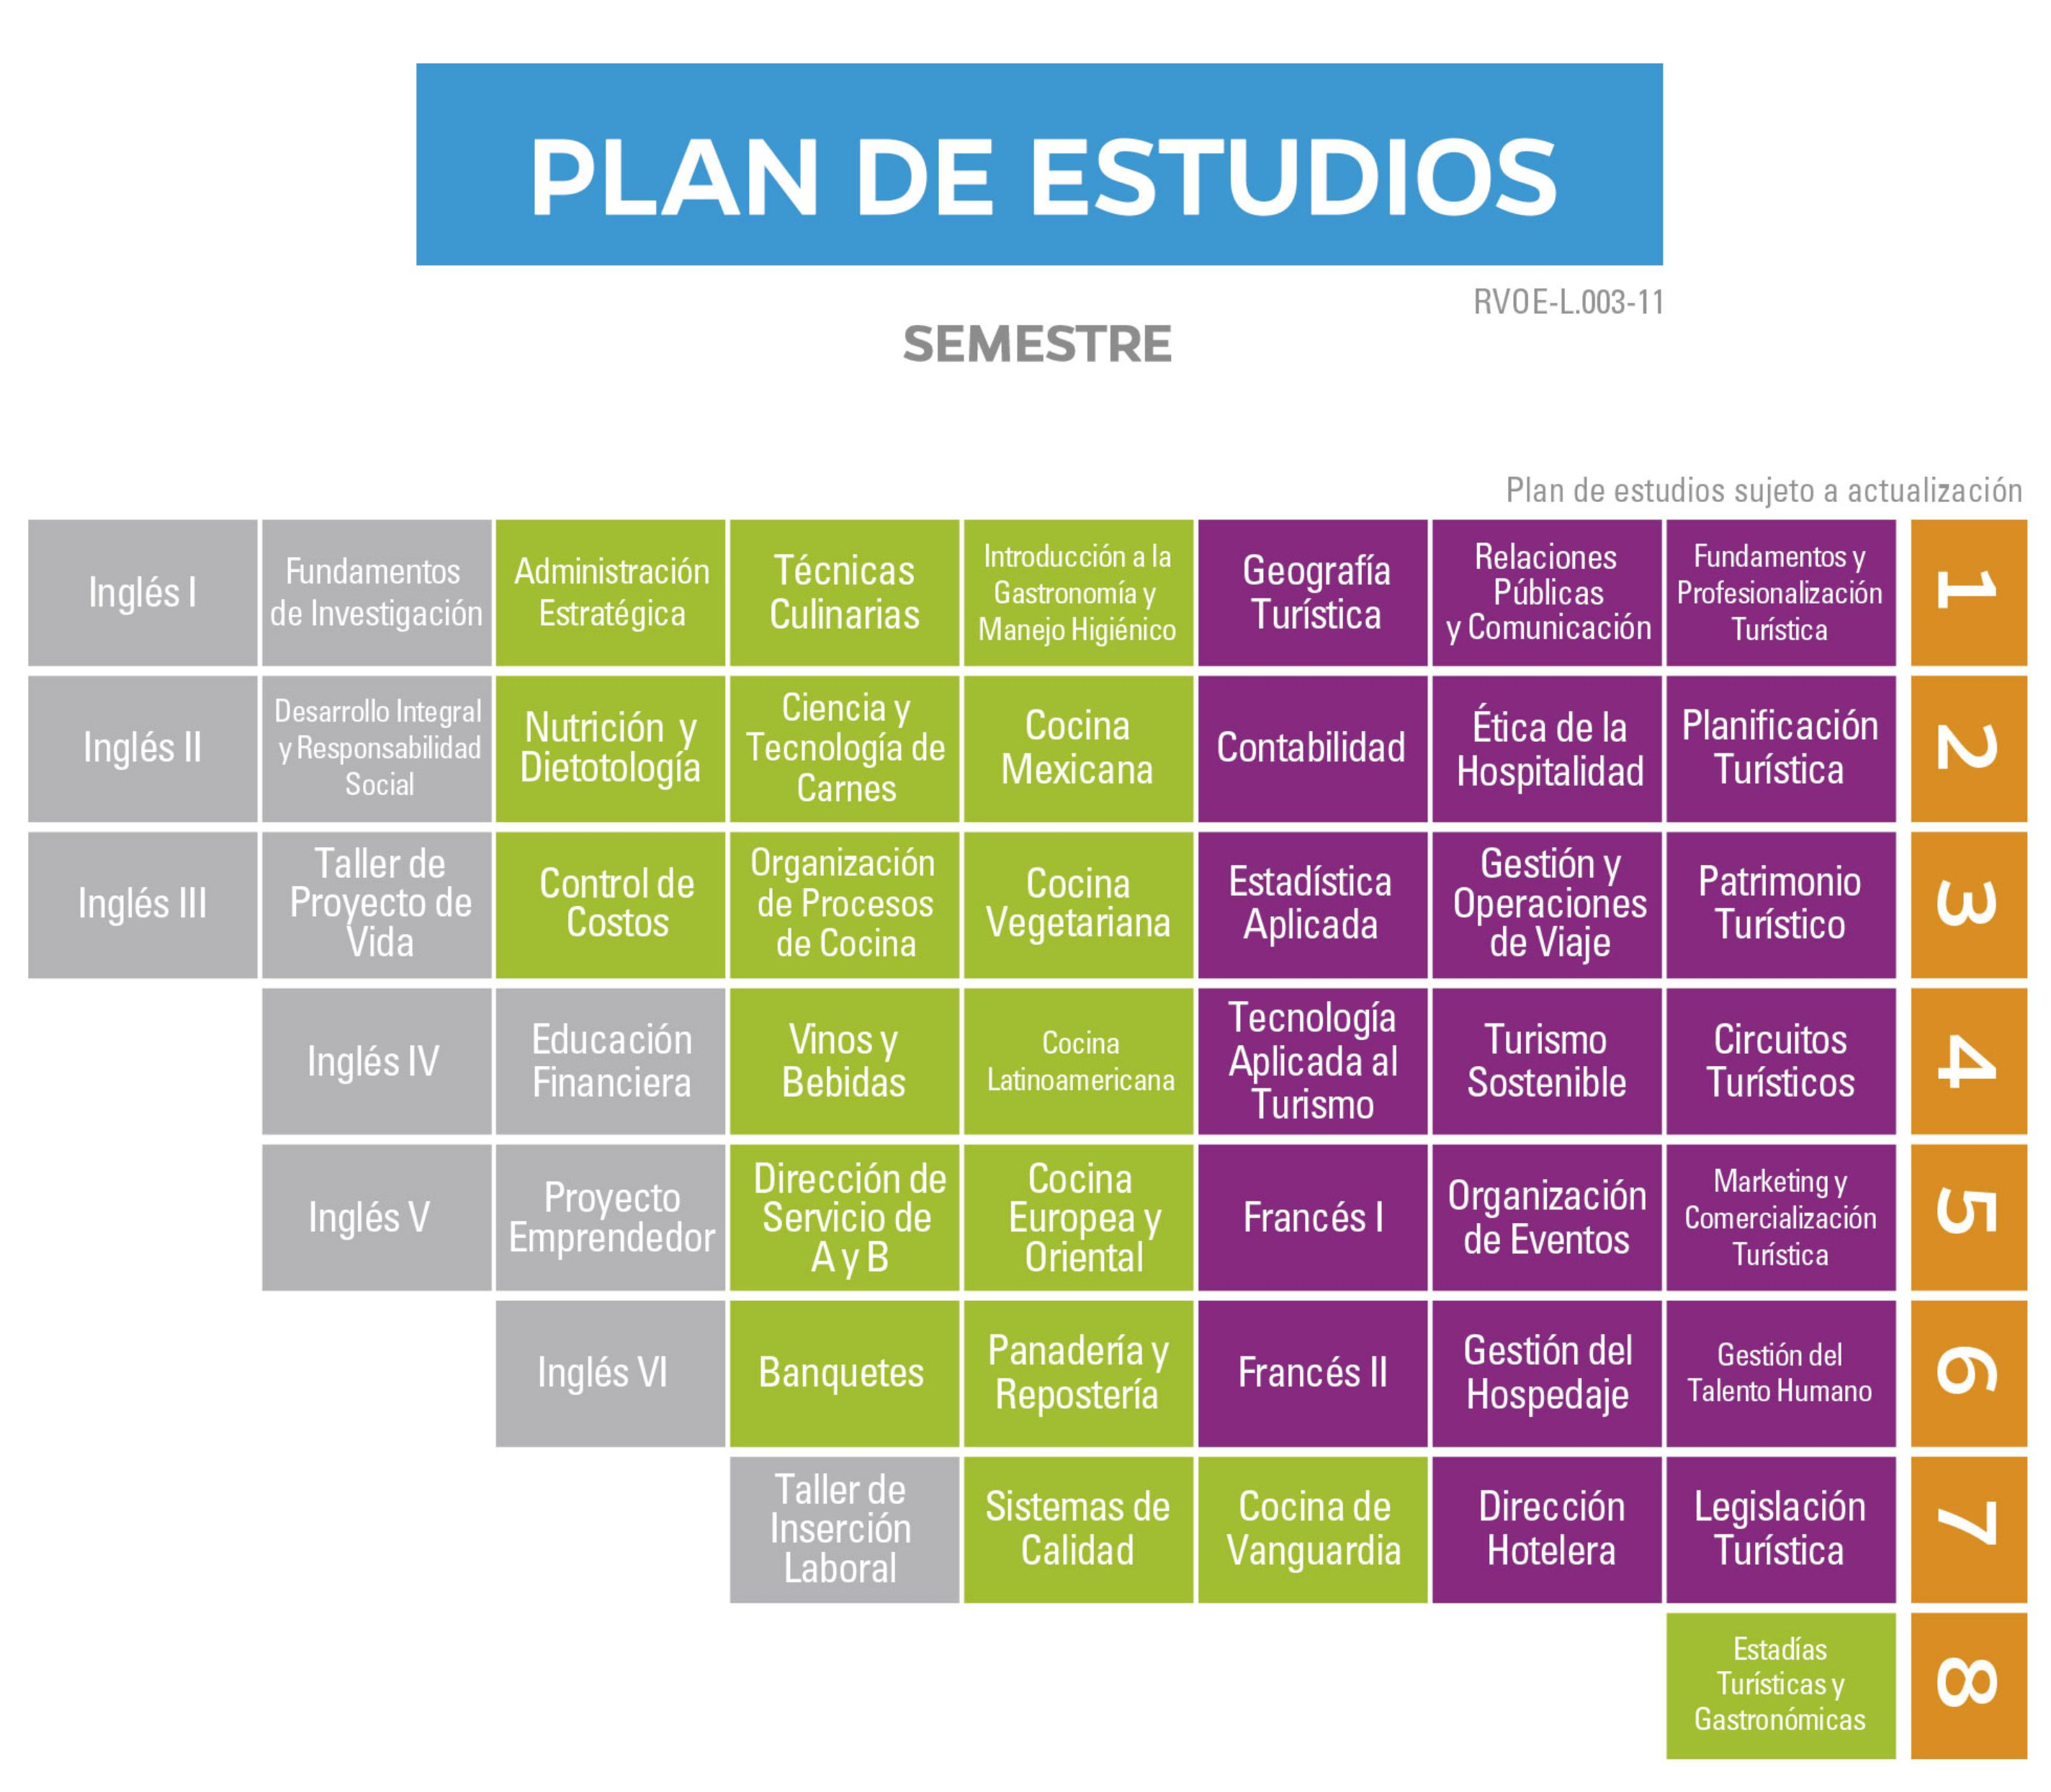 PLAN DE ESTUDIOS
RVOE-L.003-11
SEMESTRE
Plan de estudios sujeto a actualización
Inglés I
Fundamentos
de Investigación
Administración
Estratégica
Técnicas
Culinarias
Introducción a la
Gastronomía y
Manejo Higiénico
Geografía
Turística
Relaciones
Públicas
y Comunicación
Fundamentos y
Profesionalización
Turística
1
Inglés II
Desarrollo Integral
y Responsabilidad
Social
Nutrición y
Dietotología
Ciencia y
Tecnología de
Carnes
Cocina
Mexicana
Contabilidad
Ética de la
Hospitalidad
Planificación
Turística
2
Inglés III
Taller de
Proyecto de
Vida
Control de
Costos
Organización
de Procesos
de Cocina
Cocina
Vegetariana
Estadística
Aplicada
Gestión y
Operaciones
de Viaje
Patrimonio
Turístico
3
Inglés IV
Educación
Financiera
Vinos y
Bebidas
Cocina
Latinoamericana
Tecnología
Aplicada al
Turismo
Turismo
Sostenible
Circuitos
Turísticos
4
Inglés V
Proyecto
Emprendedor
Dirección de
Servicio de
A y B
Cocina
Europea y
Oriental
Francés I
Organización
de Eventos
Marketing y
Comercialización
Turística
5
Inglés VI
Banquetes
Panadería y
Repostería
Francés II
Gestión del
Hospedaje
Gestión del
Talento Humano
6
Taller de
Inserción
Laboral
Sistemas de
Calidad
Cocina de
Vanguardia
Dirección
Hotelera
Legislación
Turística
7
Estadías
Turísticas y
Gastronómicas
8